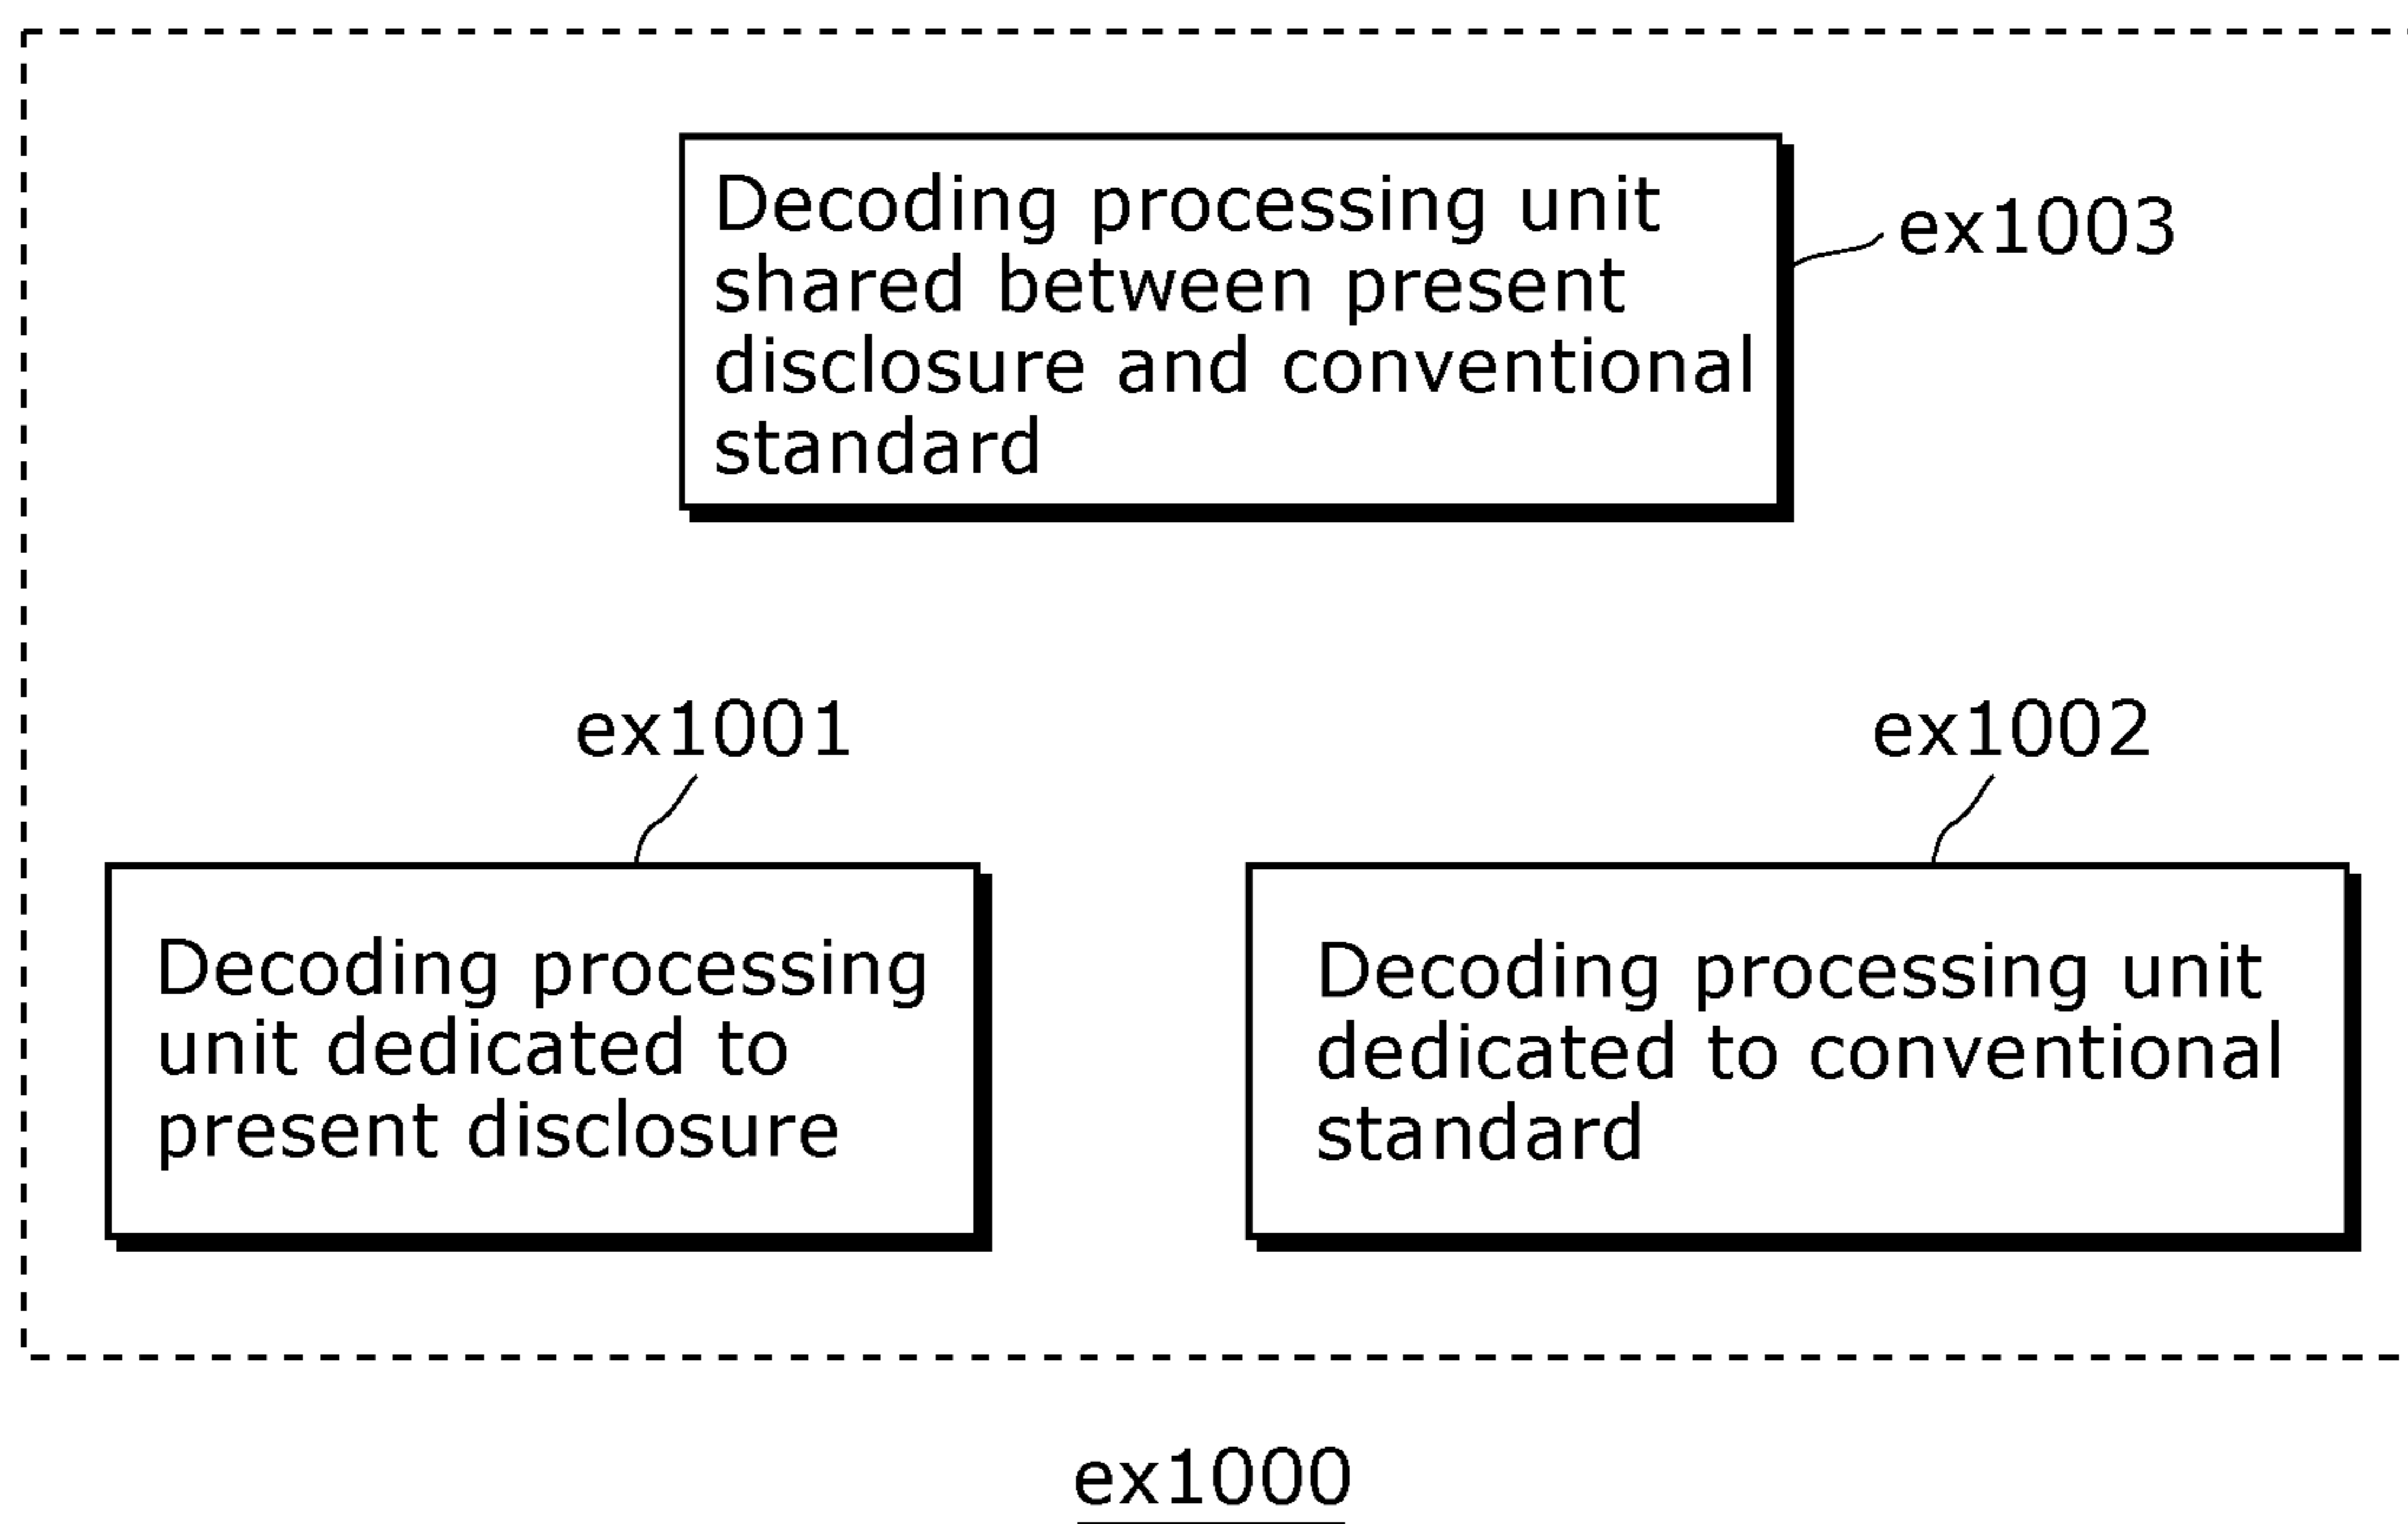 Decoding processing unit
shared between present
disclosure and conventional
standard
ex1003
ex1001
ex1002
Decoding processing
unit dedicated to
present disclosure
Decoding processing unit
dedicated to conventional
standard
ex1000